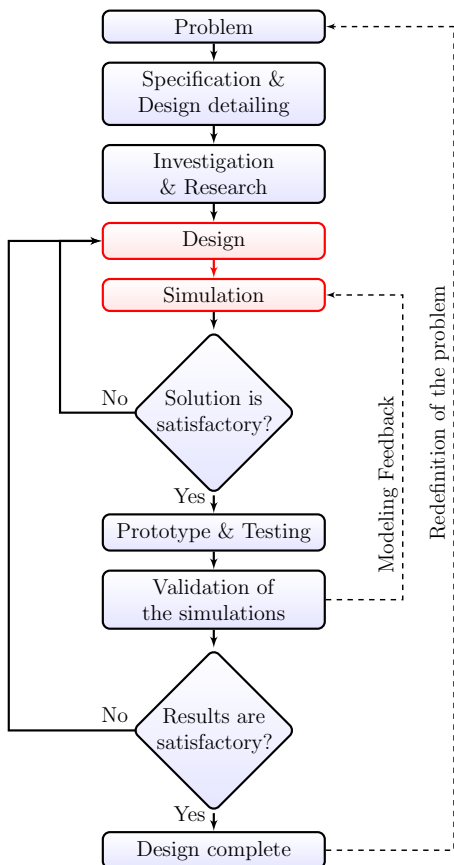 Problem
Specification &
Design detailing
Investigation
& Research
Design
Simulation
No
Solution is
satisfactory?
Yes
Prototype & Testing
Validation of
the simulations
No
Results are
satisfactory?
Yes
Design complete
Modeling Feedback
Redefinition of the problem